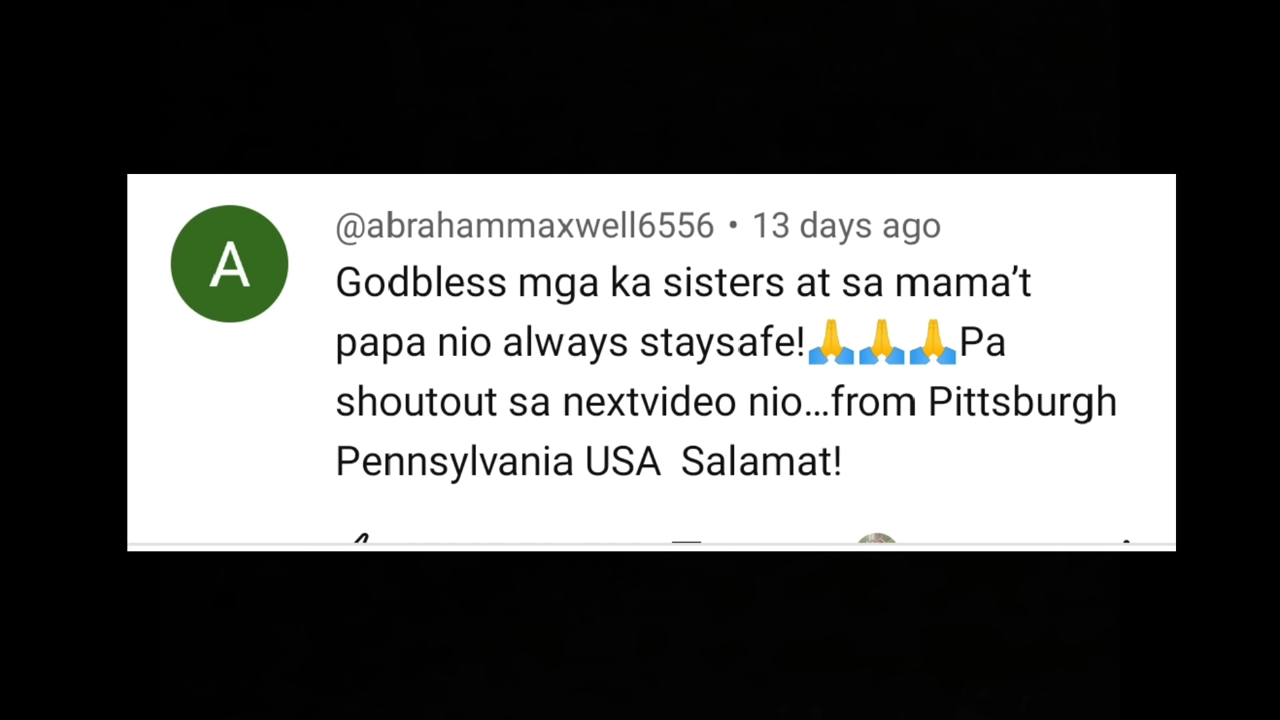 A
@abrahammaxwell6556 • 13 days ago
Godbless mga ka sisters at sa mama’t
papa nio always staysafe!🙏🙏🙏Pa
shoutout sa nextvideo nio...from Pittsburgh
Pennsylvania USA  Salamat!